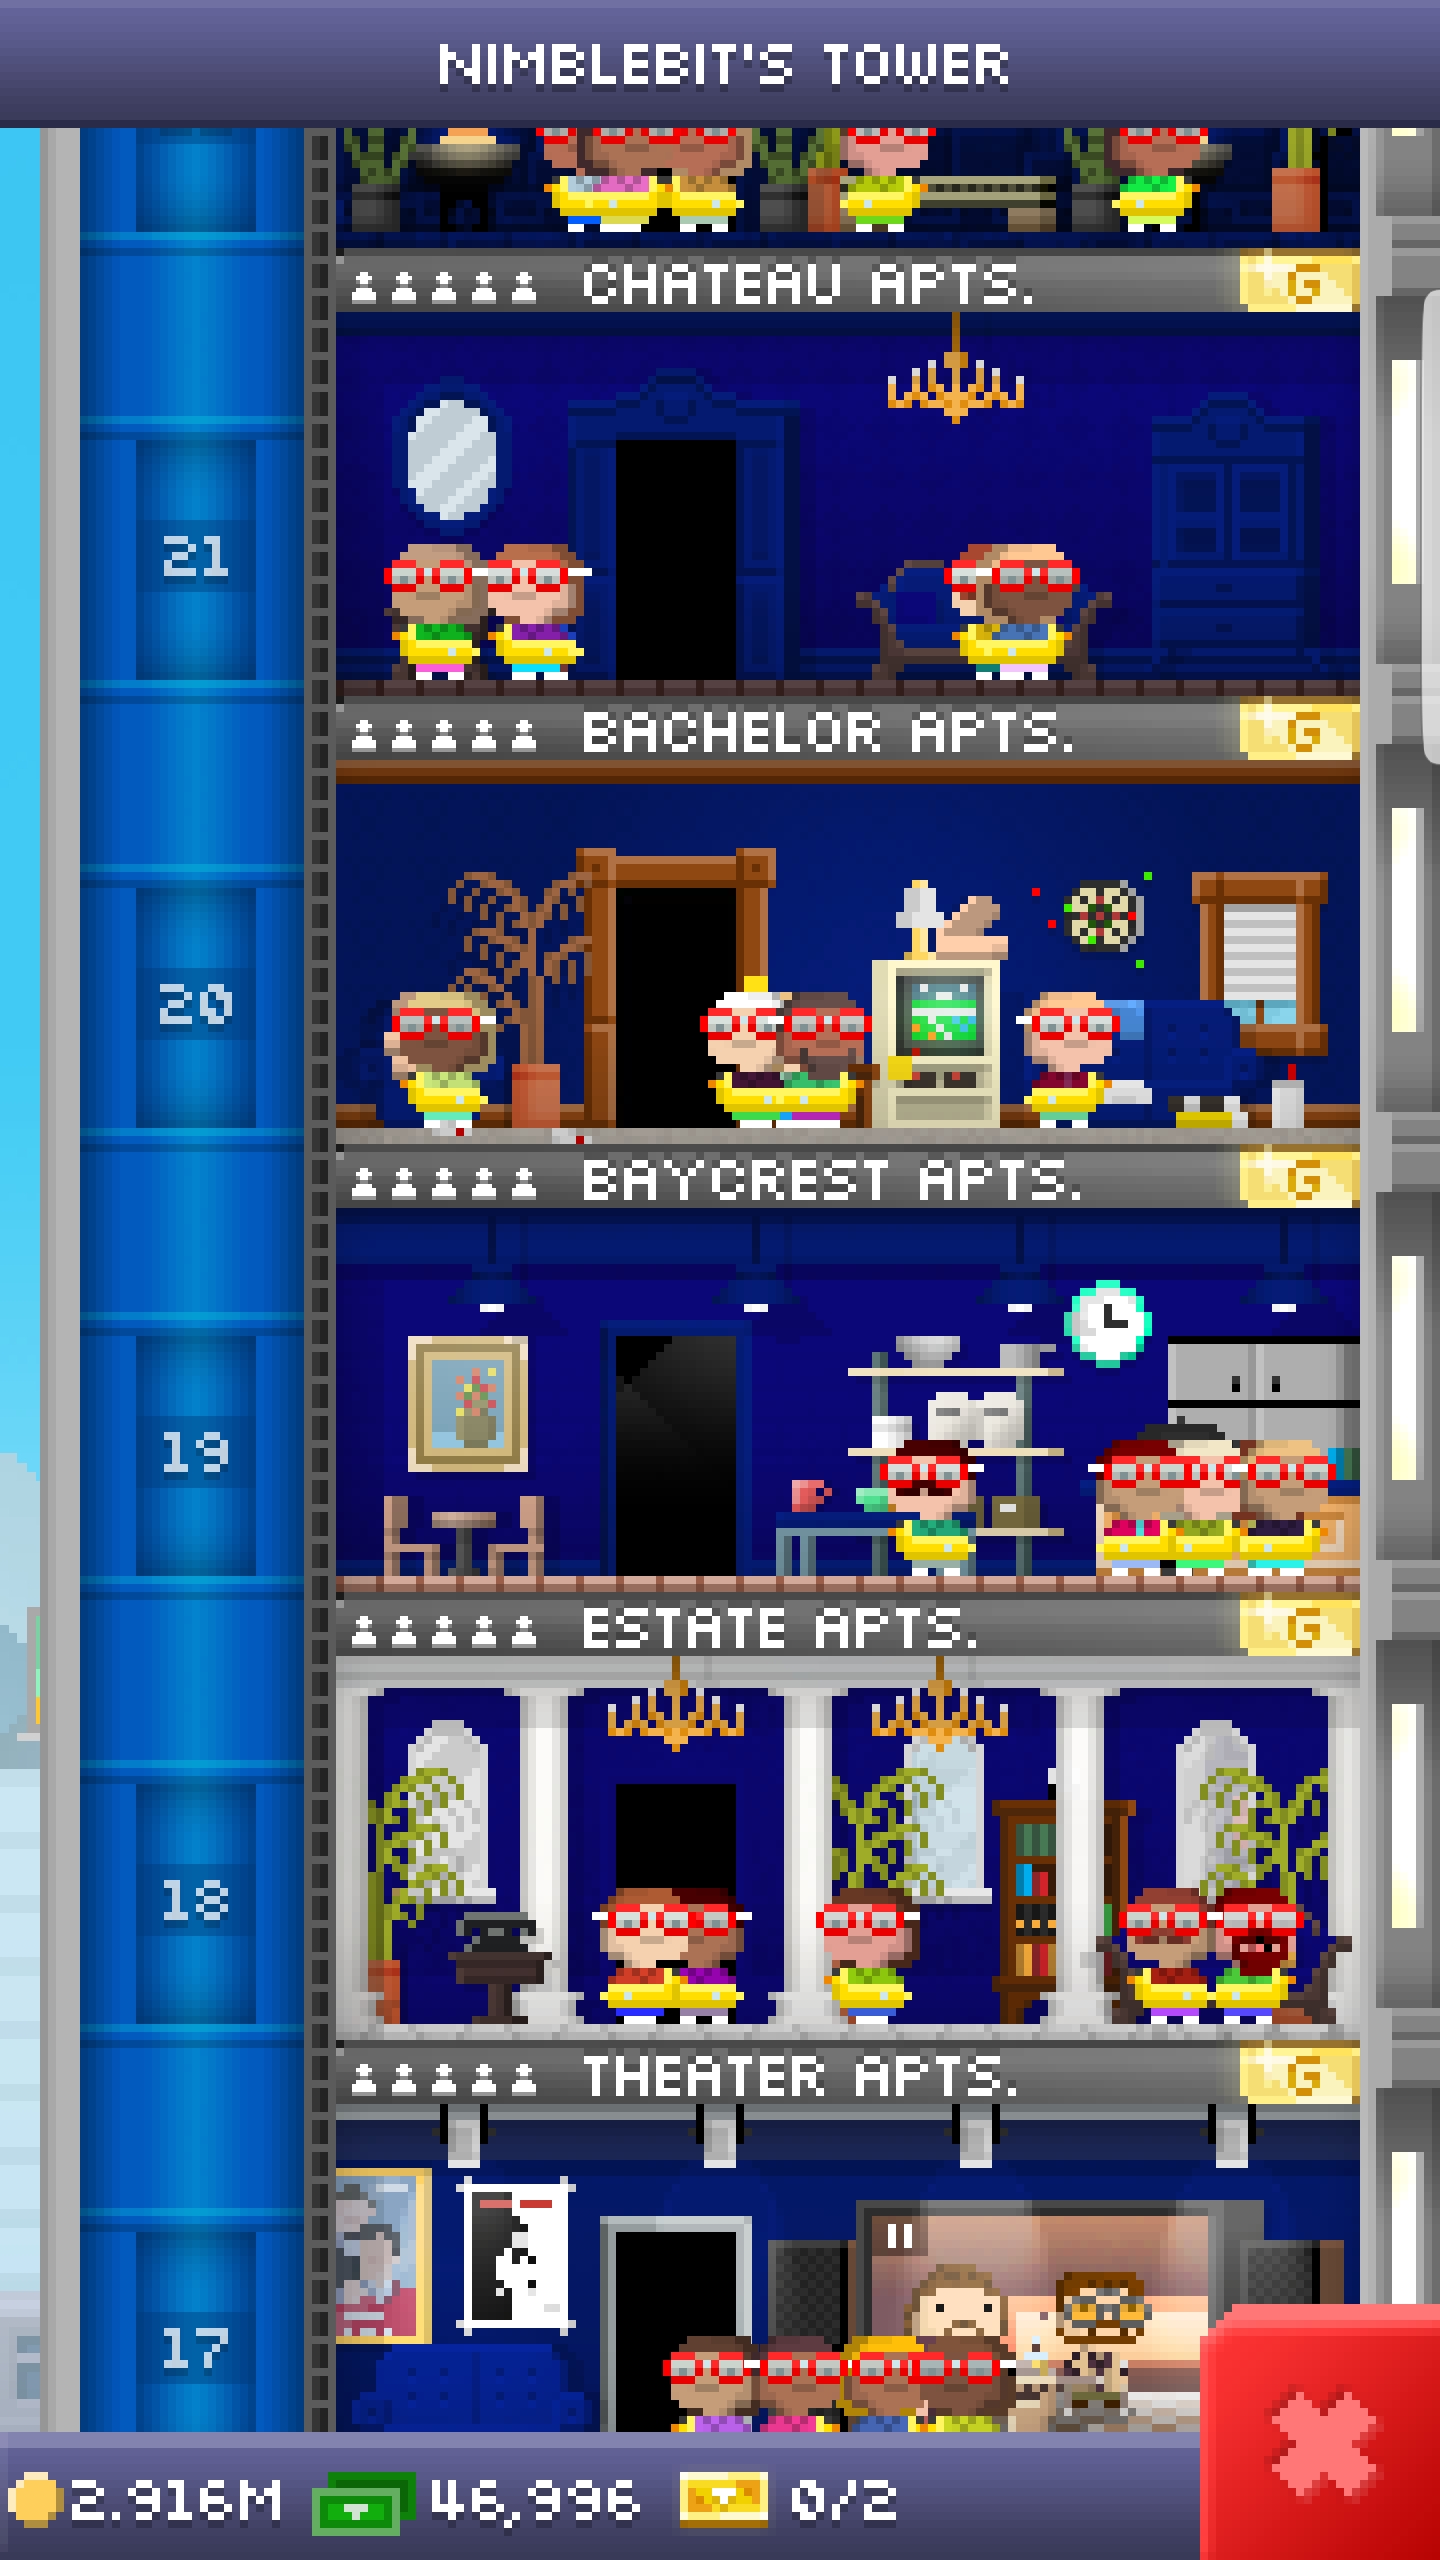 NIMBLEBIT'S TOWER
CHATEAU APTS. G
21
BACHELOR APTS. G
20
BAYCREST APTS. G
19
ESTATE APTS. G
18
THEATER APTS. G
17
2.916M 46,996 0/2